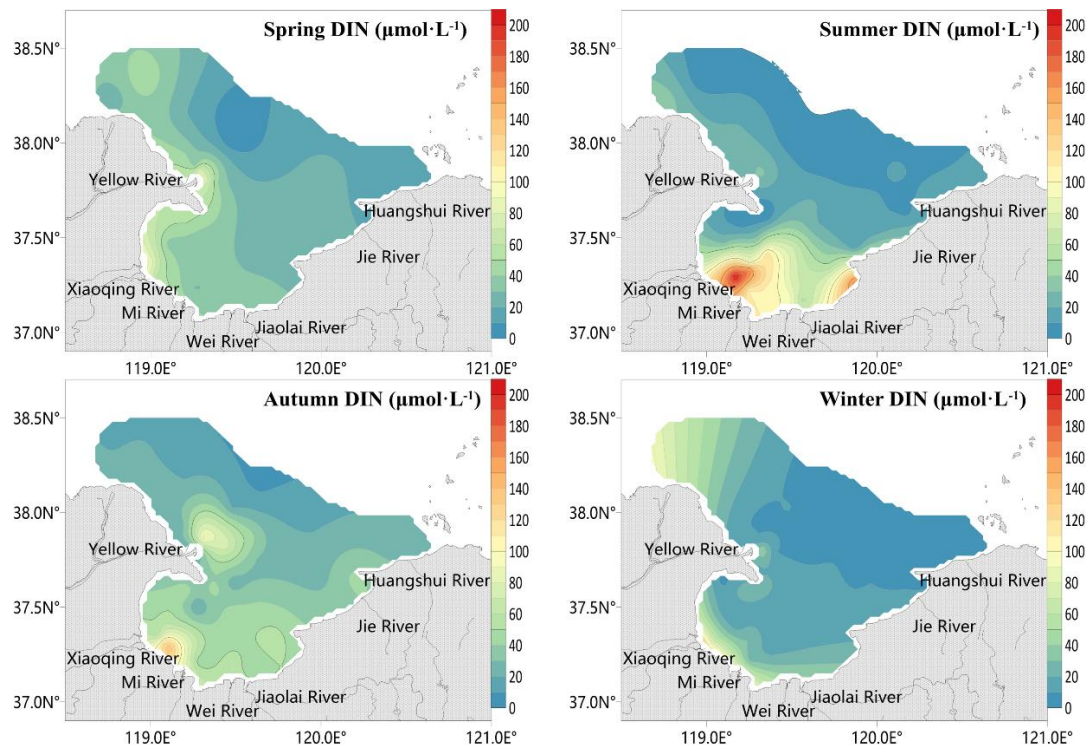 Spring DIN (μmol·L-1)
38.5N°
38.0N°
37.5N°
37.0N°
Yellow River
Huangshui River
Jie River
Xiaoqing River
Mi River
Jiaolai River
Wei River
119.0E°
120.0E°
121.0E°
200
180
160
140
120
100
80
60
40
20
0
Summer DIN (μmol·L-1)
38.5N°
38.0N°
37.5N°
37.0N°
Yellow River
Huangshui River
Jie River
Xiaoqing River
Mi River
Jiaolai River
Wei River
119.0E°
120.0E°
121.0E°
200
180
160
140
120
100
80
60
40
20
0
Autumn DIN (μmol·L-1)
38.5N°
38.0N°
37.5N°
37.0N°
Yellow River
Huangshui River
Jie River
Xiaoqing River
Mi River
Jiaolai River
Wei River
119.0E°
120.0E°
121.0E°
200
180
160
140
120
100
80
60
40
20
0
Winter DIN (μmol·L-1)
38.5N°
38.0N°
37.5N°
37.0N°
Yellow River
Huangshui River
Jie River
Xiaoqing River
Mi River
Jiaolai River
Wei River
119.0E°
120.0E°
121.0E°
200
180
160
140
120
100
80
60
40
20
0